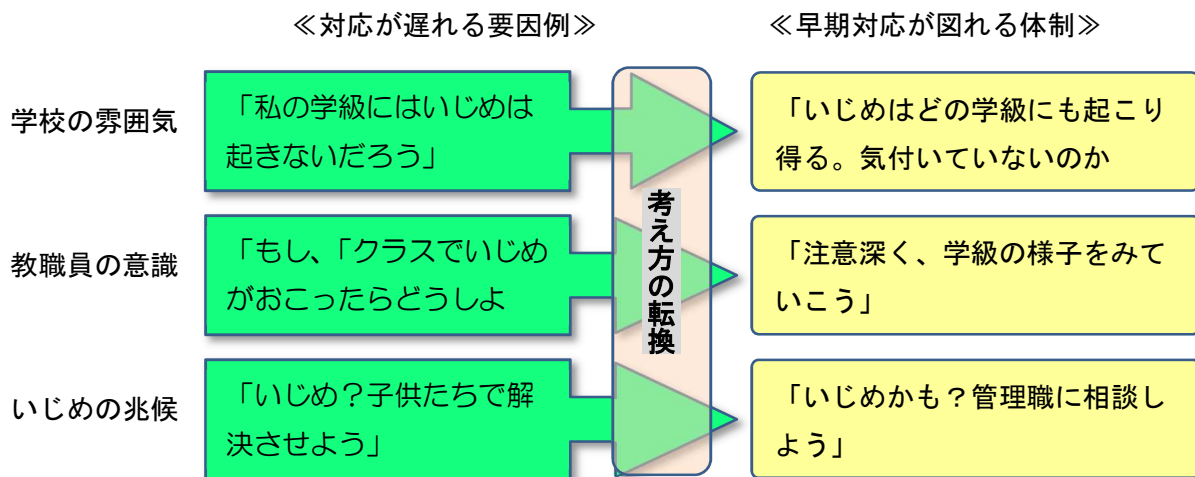 ≪対応が遅れる要因例≫
≪早期対応が図れる体制≫
学校の雰囲気
「私の学級にはいじめは
起きないだろう」
「いじめはどの学級にも起こり
得る。気付いていないのか
教職員の意識
「もし、「クラスでいじめ
がおこったらどうしよ
「注意深く、学級の様子をみて
いこう」
いじめの兆候
「いじめ？子供たちで解
決させよう」
「いじめかも？管理職に相談し
よう」
考え方の転換